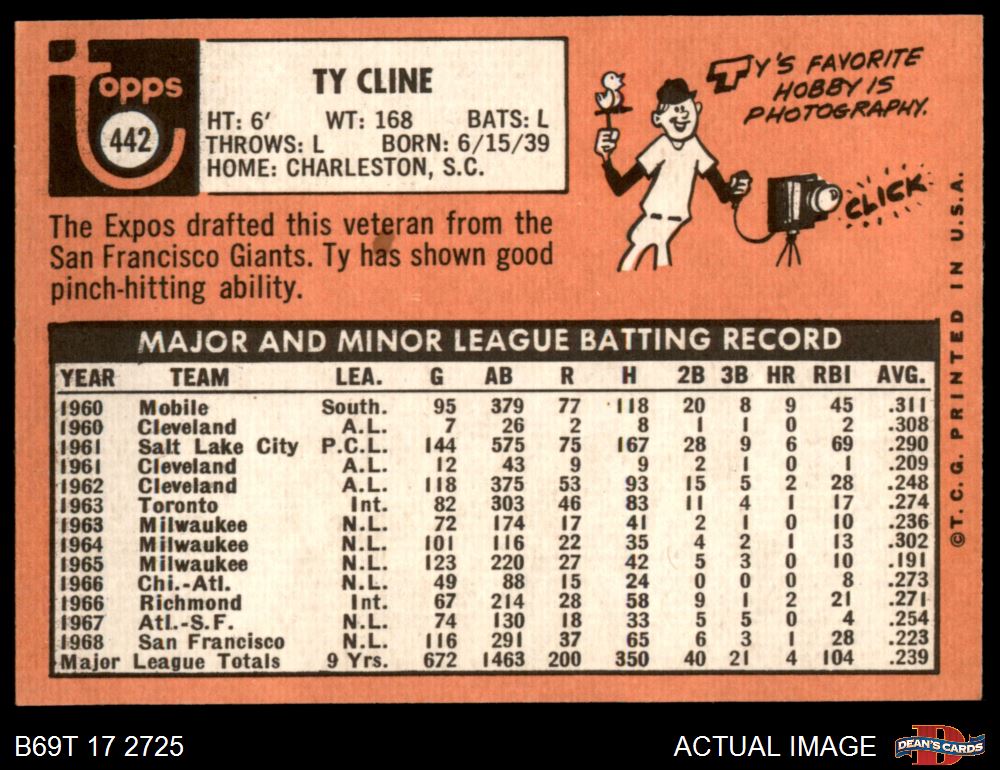 topps
442
TY CLINE
HT: 6' WT: 168 BATS: L
THROWS: L BORN: 6/15/39
HOME: CHARLESTON, S.C.
TY'S FAVORITE
HOBBY IS
PHOTOGRAPHY.
CLICK
The Expos drafted this veteran from the
San Francisco Giants. Ty has shown good
pinch-hitting ability.
MAJOR AND MINOR LEAGUE BATTING RECORD
YEAR TEAM LEA. G AB R H 2B 3B HR RBI AVG.
1960 Mobile South. 95 379 77 118 20 8 9 45 .311
1960 Cleveland A.L. 7 26 2 8 1 1 0 2 .308
1961 Salt Lake City P.C.L. 144 575 75 167 28 9 6 69 .290
1961 Cleveland A.L. 12 43 9 9 2 1 0 1 .209
1962 Cleveland A.L. 118 375 53 93 15 5 2 28 .248
1963 Toronto Int. 82 303 46 83 11 4 1 17 .274
1963 Milwaukee N.L. 72 174 17 41 2 1 0 10 .236
1964 Milwaukee N.L. 101 116 22 35 4 2 1 13 .302
1965 Milwaukee N.L. 123 220 27 42 5 3 0 10 .191
1966 Chi.-Atl. N.L. 49 88 15 24 0 0 0 8 .273
1966 Richmond Int. 67 214 28 58 9 1 2 21 .271
1967 Atl.-S.F. N.L. 74 130 18 33 5 5 0 4 .254
1968 San Francisco N.L. 116 291 37 65 6 3 1 28 .223
Major League Totals 9 Yrs. 672 1463 200 350 40 21 4 104 .239
©T. C. G. PRINTED IN U.S.A.
B69T 17 2725
ACTUAL IMAGE
D
DEAN'S CARDS